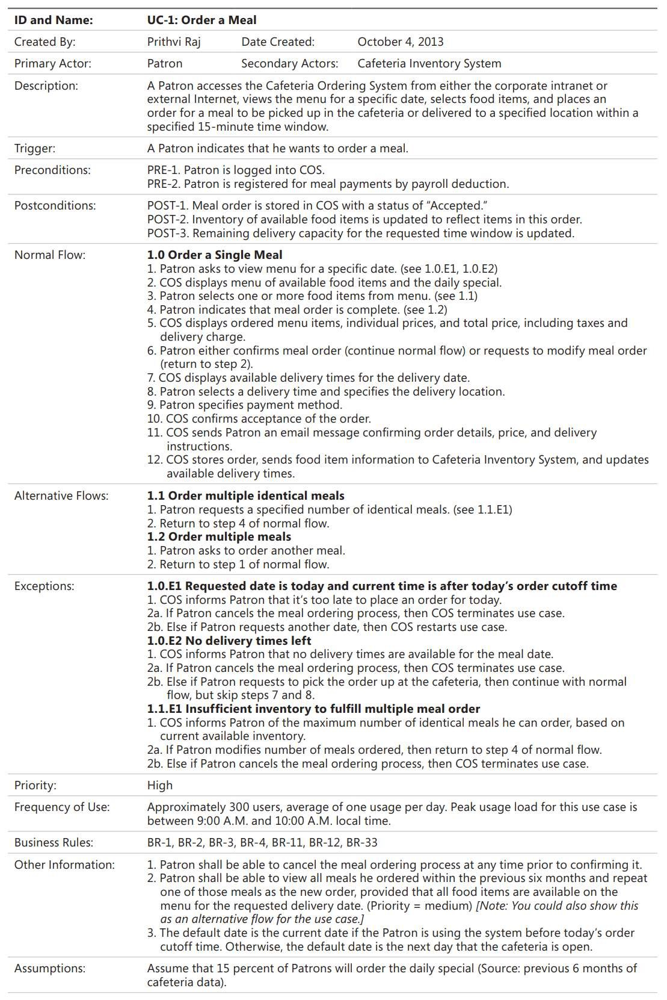 ID and Name: UC-1: Order a Meal
Created By: Prithvi Raj Date Created: October 4, 2013
Primary Actor: Patron Secondary Actors: Cafeteria Inventory System
Description: A Patron accesses the Cafeteria Ordering System from either the corporate intranet or
external Internet, views the menu for a specific date, selects food items, and places an
order for a meal to be picked up in the cafeteria or delivered to a specified location within a
specified 15-minute time window.
Trigger: A Patron indicates that he wants to order a meal.
Preconditions: PRE-1. Patron is logged into COS.
PRE-2. Patron is registered for meal payments by payroll deduction.
Postconditions: POST-1. Meal order is stored in COS with a status of “Accepted.”
POST-2. Inventory of available food items is updated to reflect items in this order.
POST-3. Remaining delivery capacity for the requested time window is updated.
Normal Flow: 1.0 Order a Single Meal
1. Patron asks to view menu for a specific date. (see 1.0.E1, 1.0.E2)
2. COS displays menu of available food items and the daily special.
3. Patron selects one or more food items from menu. (see 1.1)
4. Patron indicates that meal order is complete. (see 1.2)
5. COS displays ordered menu items, individual prices, and total price, including taxes and
delivery charge.
6. Patron either confirms meal order (continue normal flow) or requests to modify meal order
(return to step 2).
7. COS displays available delivery times for the delivery date.
8. Patron selects a delivery time and specifies the delivery location.
9. Patron specifies payment method.
10. COS confirms acceptance of the order.
11. COS sends Patron an email message confirming order details, price, and delivery
instructions.
12. COS stores order, sends food item information to Cafeteria Inventory System, and updates
available delivery times.
Alternative Flows: 1.1 Order multiple identical meals
1. Patron requests a specified number of identical meals. (see 1.1.E1)
2. Return to step 4 of normal flow.
1.2 Order multiple meals
1. Patron asks to order another meal.
2. Return to step 1 of normal flow.
Exceptions: 1.0.E1 Requested date is today and current time is after today’s order cutoff time
1. COS informs Patron that it’s too late to place an order for today.
2a. If Patron cancels the meal ordering process, then COS terminates use case.
2b. Else if Patron requests another date, then COS restarts use case.
1.0.E2 No delivery times left
1. COS informs Patron that no delivery times are available for the meal date.
2a. If Patron cancels the meal ordering process, then COS terminates use case.
2b. Else if Patron requests to pick the order up at the cafeteria, then continue with normal
flow, but skip steps 7 and 8.
1.1.E1 Insufficient inventory to fulfill multiple meal order
1. COS informs Patron of the maximum number of identical meals he can order, based on
current available inventory.
2a. If Patron modifies number of meals ordered, then return to step 4 of normal flow.
2b. Else if Patron cancels the meal ordering process, then COS terminates use case.
Priority: High
Frequency of Use: Approximately 300 users, average of one usage per day. Peak usage load for this use case is
between 9:00 A.M. and 10:00 A.M. local time.
Business Rules: BR-1, BR-2, BR-3, BR-4, BR-11, BR-12, BR-33
Other Information: 1. Patron shall be able to cancel the meal ordering process at any time prior to confirming it.
2. Patron shall be able to view all meals he ordered within the previous six months and repeat
one of those meals as the new order, provided that all food items are available on the
menu for the requested delivery date. (Priority = medium) [Note: You could also show this
as an alternative flow for the use case.]
3. The default date is the current date if the Patron is using the system before today’s order
cutoff time. Otherwise, the default date is the next day that the cafeteria is open.
Assumptions: Assume that 15 percent of Patrons will order the daily special (Source: previous 6 months of
cafeteria data).